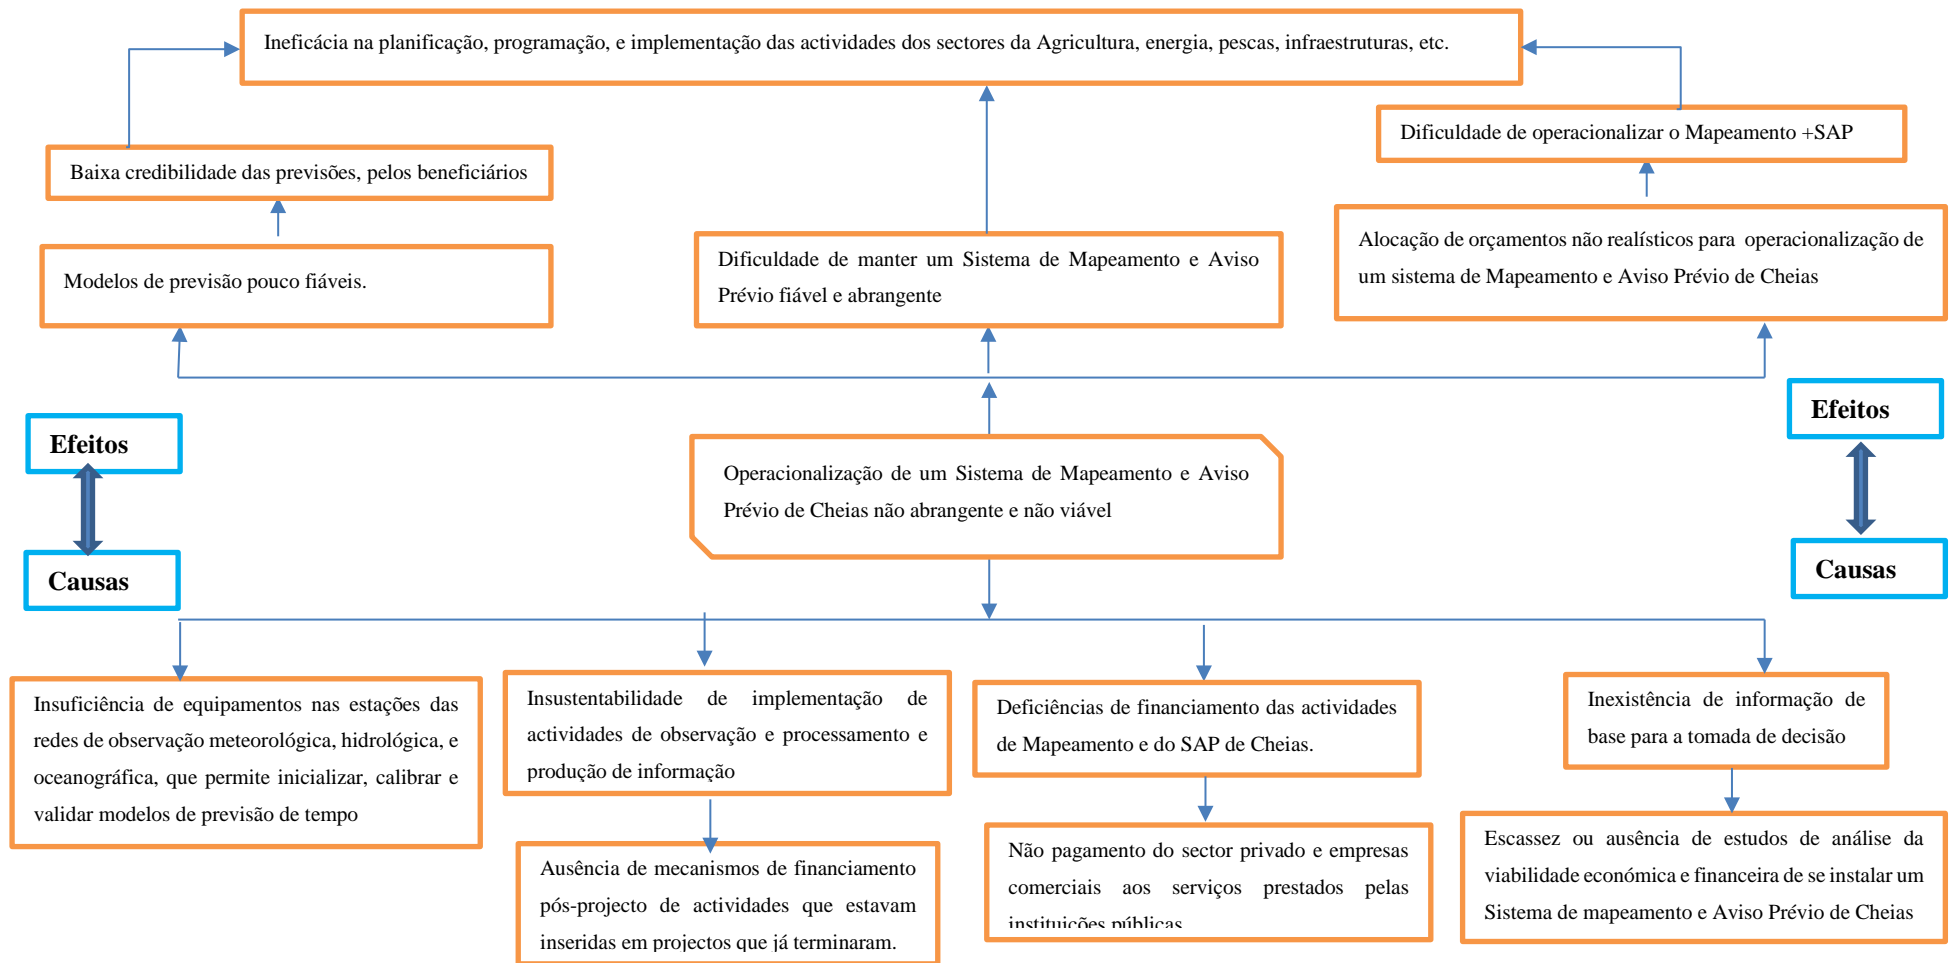 Ineficácia na planificação, programação, e implementação das actividades dos sectores da Agricultura, energia, pescas, infraestruturas, etc.
Dificuldade de operacionalizar o Mapeamento +SAP
Baixa credibilidade das previsões, pelos beneficiários
Alocação de orçamentos não realísticos para operacionalização de
um sistema de Mapeamento e Aviso Prévio de Cheias
Dificuldade de manter um Sistema de Mapeamento e Aviso
Prévio fiável e abrangente
Modelos de previsão pouco fiáveis.
Efeitos
Efeitos
Operacionalização de um Sistema de Mapeamento e Aviso
Prévio de Cheias não abrangente e não viável
Causas
Causas
Insuficiência de equipamentos nas estações das
redes de observação meteorológica, hidrológica, e
oceanográfica, que permite inicializar, calibrar e
validar modelos de previsão de tempo
Insustentabilidade de implementação de
actividades de observação e processamento e
produção de informação
Deficiências de financiamento das actividades
de Mapeamento e do SAP de Cheias.
Inexistência de informação de
base para a tomada de decisão
Ausência de mecanismos de financiamento
pós-projecto de actividades que estavam
inseridas em projectos que já terminaram.
Não pagamento do sector privado e empresas
comerciais aos serviços prestados pelas
instituições públicas
Escassez ou ausência de estudos de análise da
viabilidade económica e financeira de se instalar um
Sistema de mapeamento e Aviso Prévio de Cheias